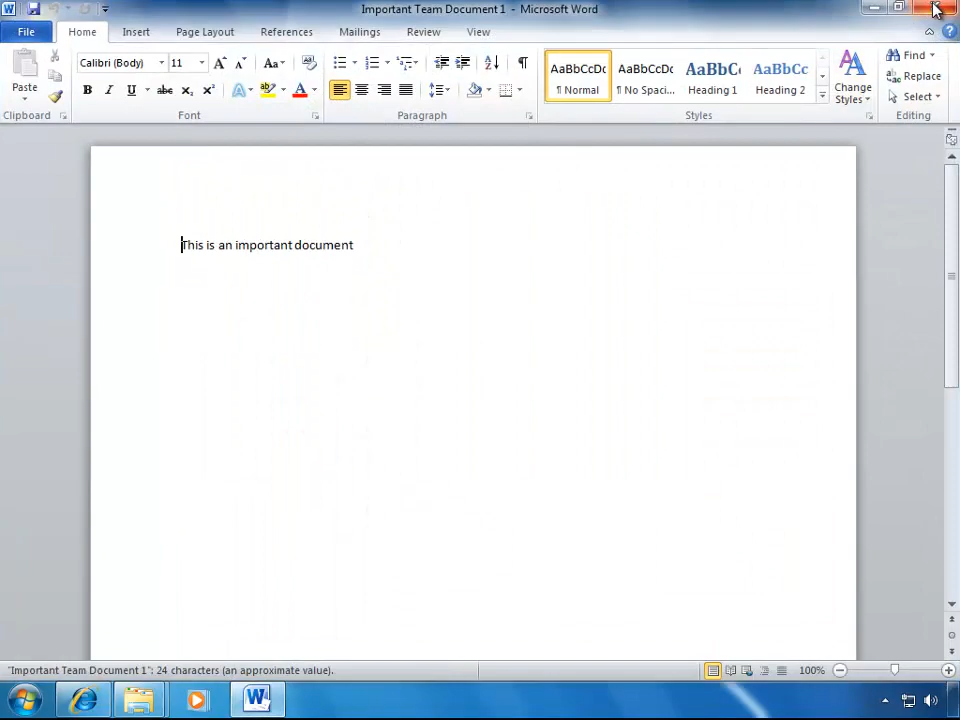 Important Team Document 1 - Microsoft Word
File Home Insert Page Layout References Mailings Review View
Paste
Clipboard
Calibri (Body) 11
Font
Paragraph
AaBbCcDc AaBbCcDc AaBbC AaBbCc
¶ Normal ¶ No Spaci... Heading 1 Heading 2
Change Styles
Styles
Find
Replace
Select
Editing
This is an important document
"Important Team Document 1": 24 characters (an approximate value).
100%